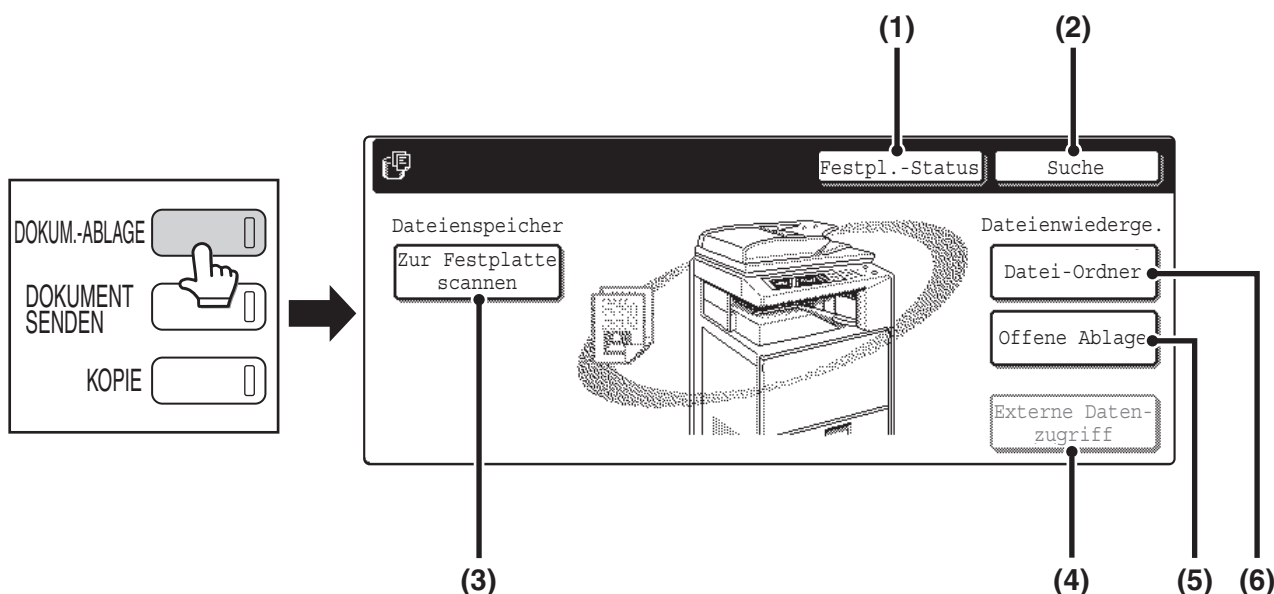 (1)
(2)
DOKUM.-ABLAGE
DOKUMENT
SENDEN
KOPIE
Festpl.-Status
Suche
Dateienspeicher
Zur Festplatte
scannen
Dateienwiederge.
Datei-Ordner
Offene Ablage
Externe Daten-
zugriff
(3)
(4)
(5)
(6)